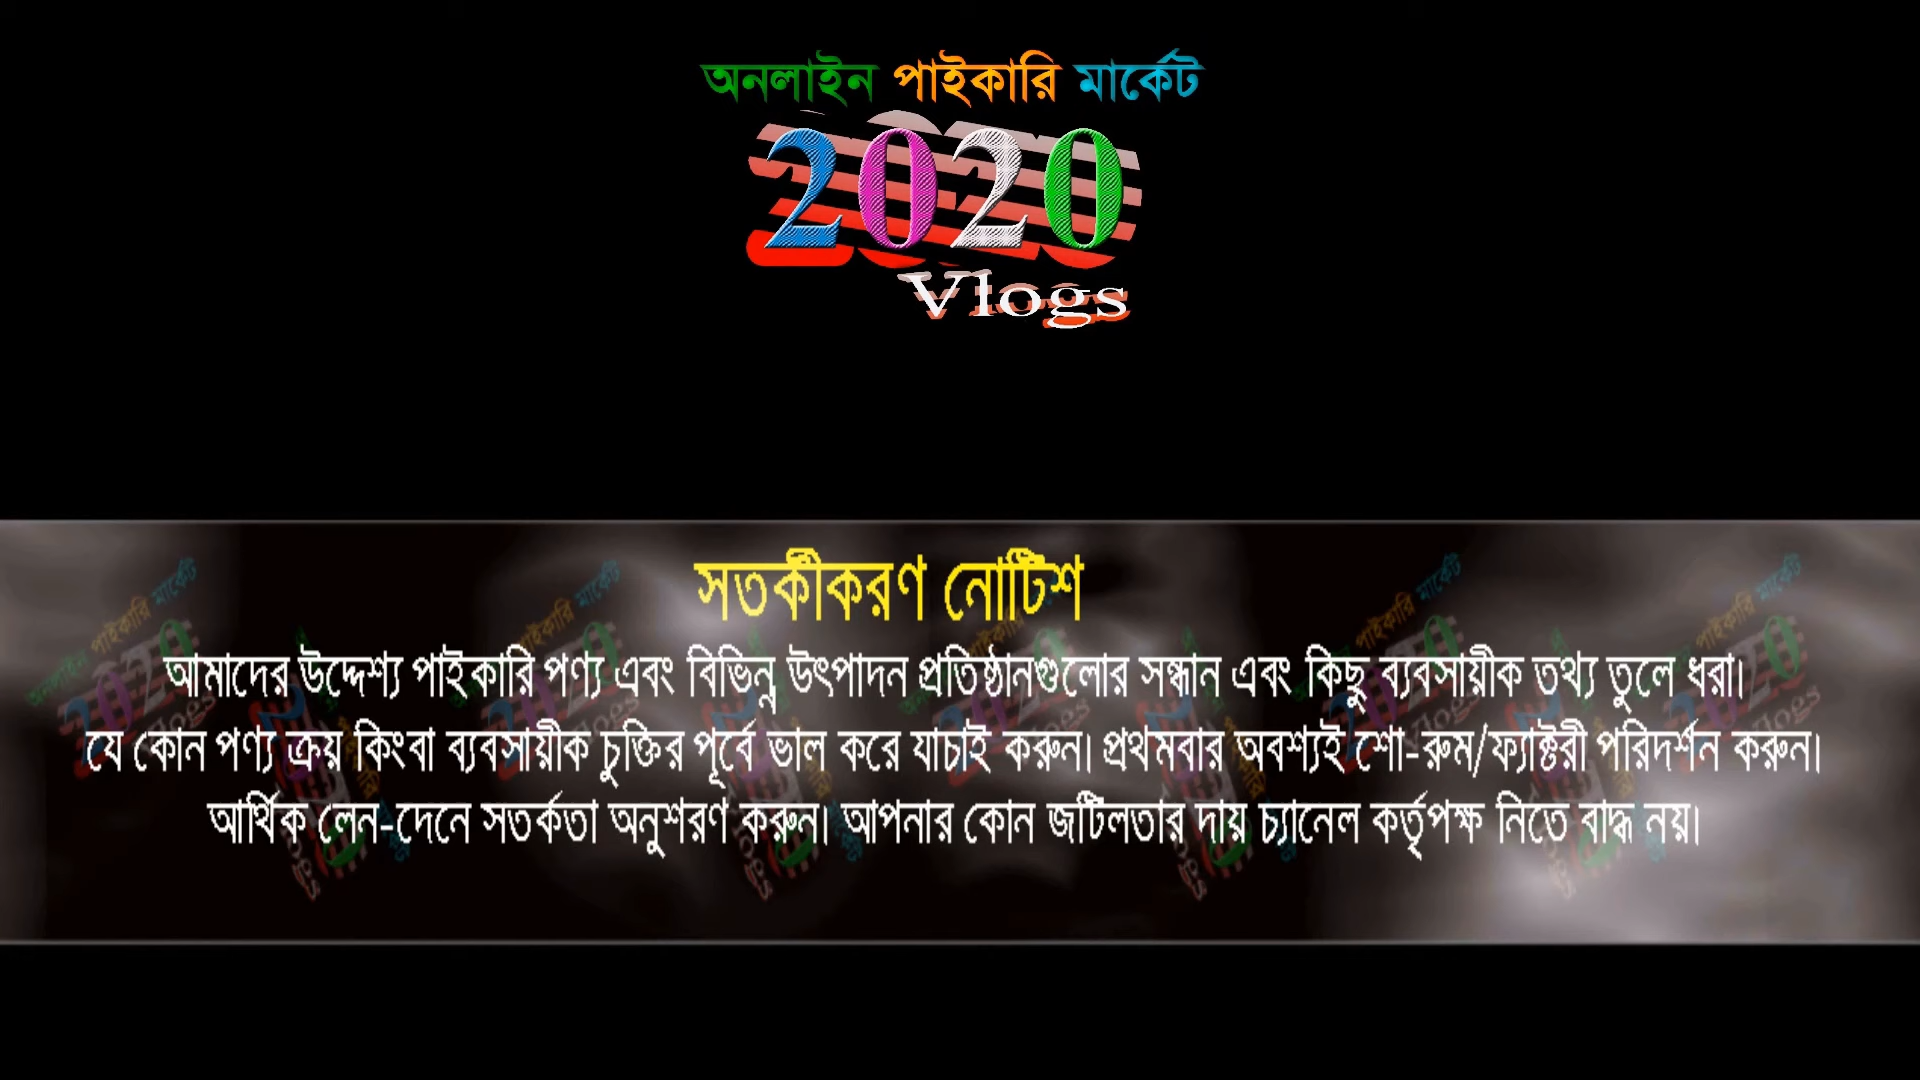 অনলাইন পাইকারি মার্কেট
2020
Vlogs
সতর্কীকরণ নোটিশ
আমাদের উদ্দেশ্য পাইকারি পণ্য এবং বিভিন্ন উৎপাদন প্রতিষ্ঠানগুলোর সন্ধান এবং কিছু ব্যবসায়ীক তথ্য তুলে ধরা।
যে কোন পণ্য ক্রয় কিংবা ব্যবসায়ীক চুক্তির পূর্বে ভাল করে যাচাই করুন। প্রথমবার অবশ্যই শো-রুম/ফ্যাক্টরী পরিদর্শন করুন।
আর্থিক লেন-দেনে সতর্কতা অনুশরণ করুন। আপনার কোন জটিলতার দায় চ্যানেল কর্তৃপক্ষ নিতে বাদ্ধ নয়।